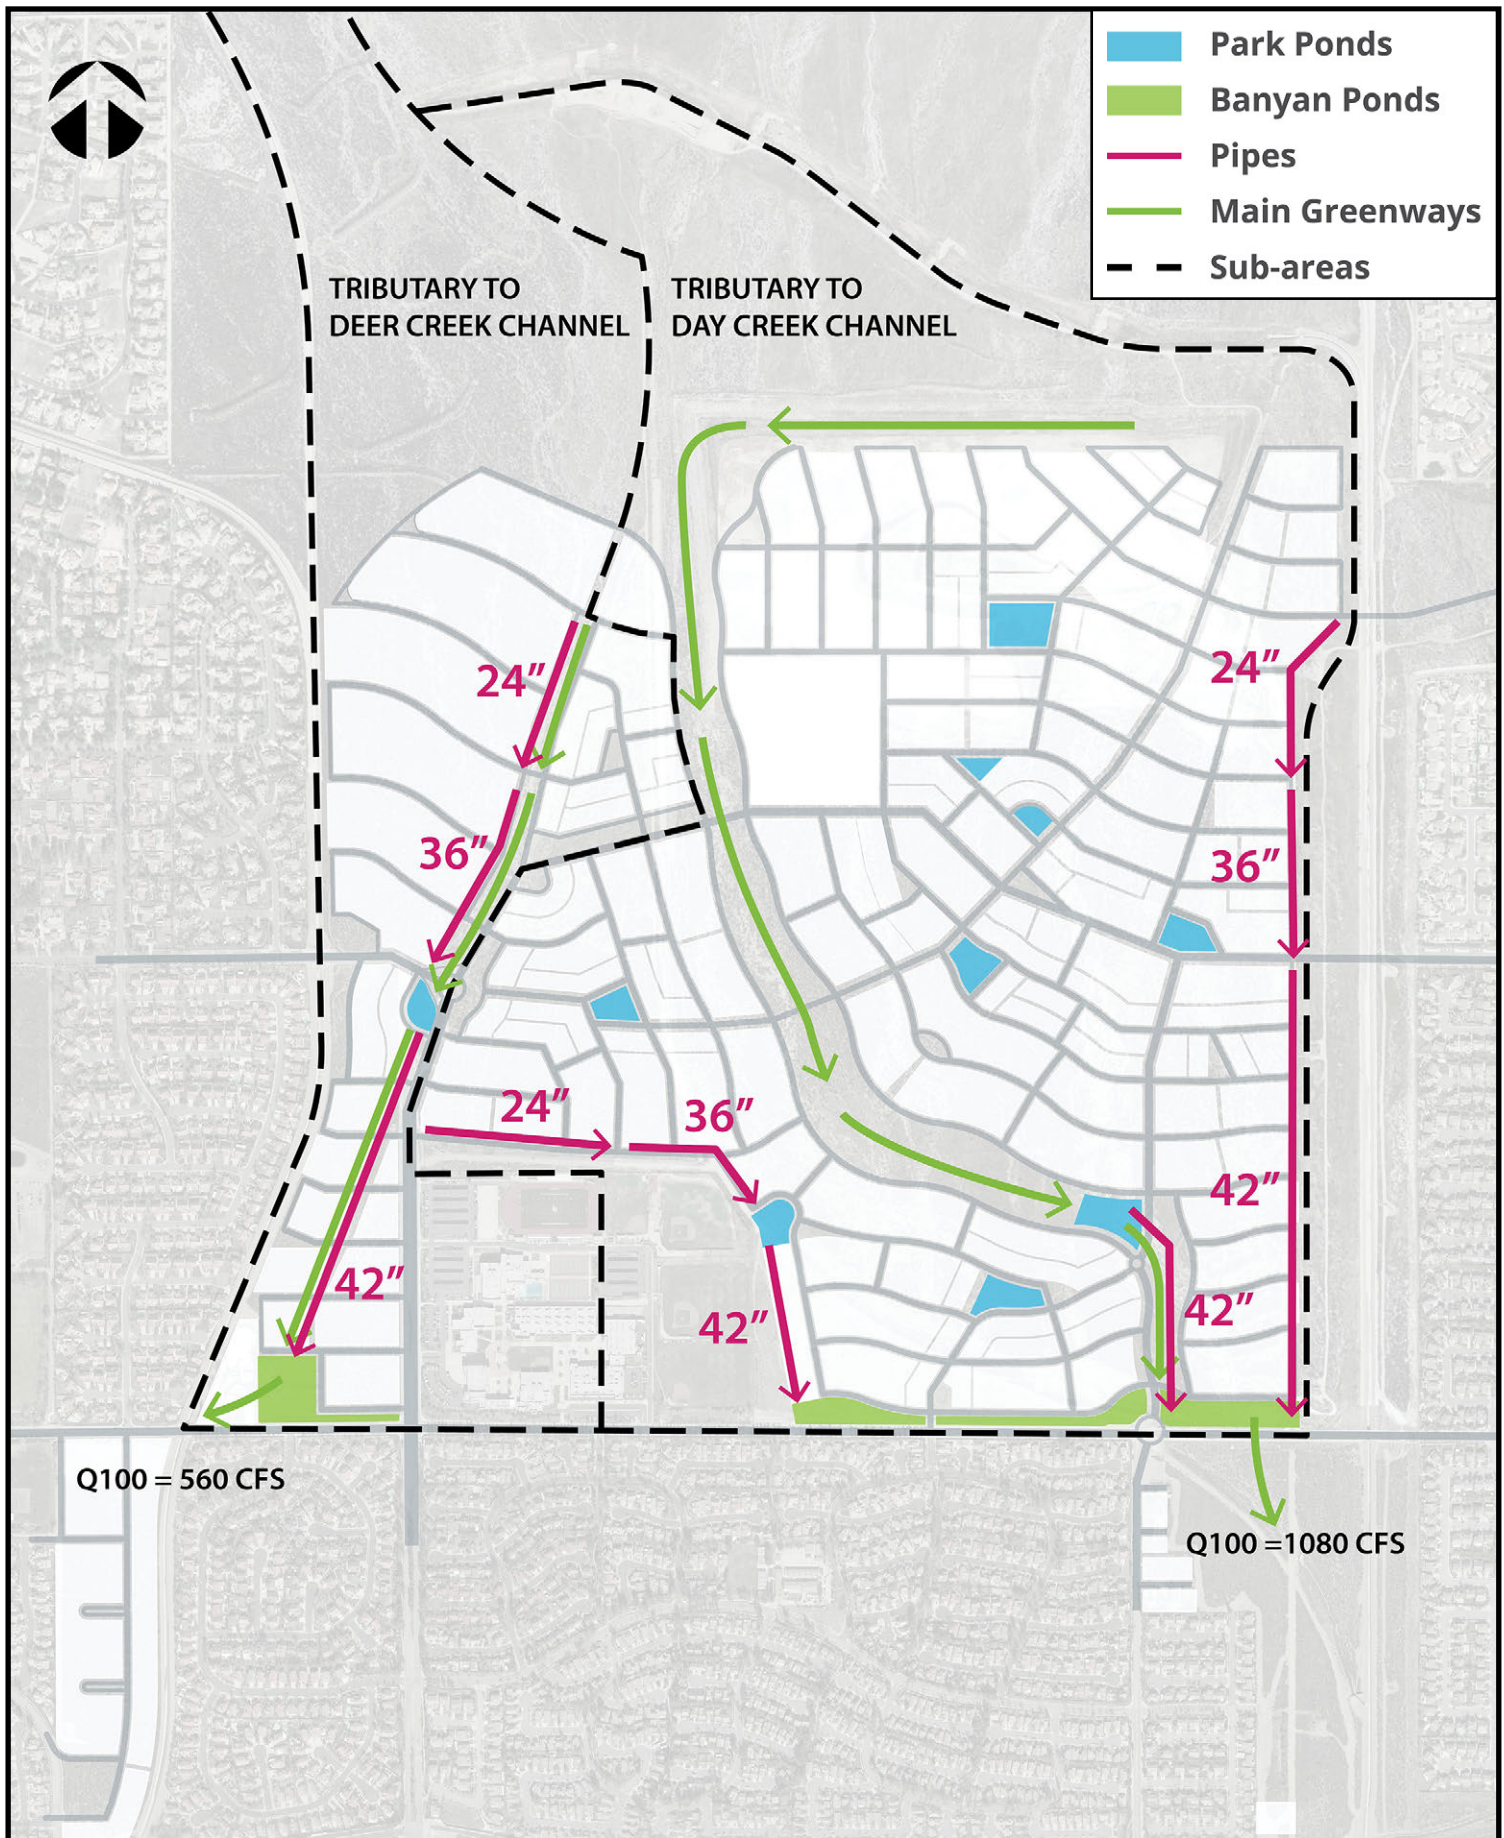 Park Ponds
Banyan Ponds
Pipes
Main Greenways
Sub-areas
TRIBUTARY TO
DEER CREEK CHANNEL
TRIBUTARY TO
DAY CREEK CHANNEL
24”
24”
36”
36”
24”
36”
42”
42”
42”
42”
Q100 = 560 CFS
Q100 =1080 CFS